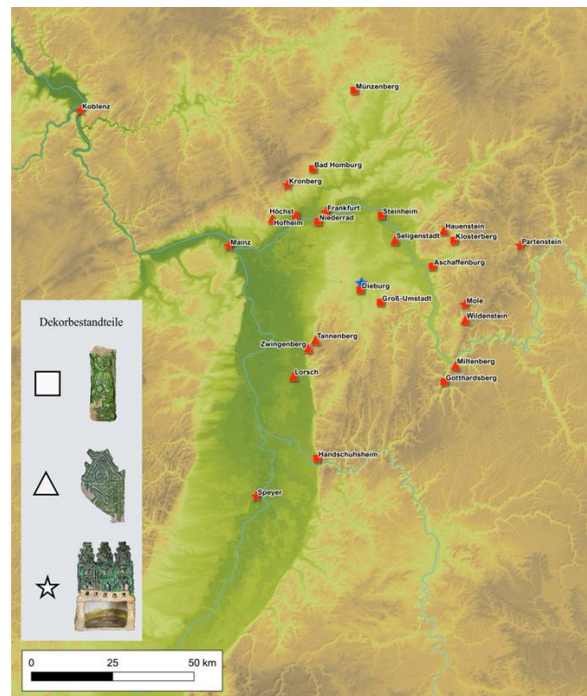 Münzenberg
Koblenz
Bad Homburg
Kronberg
Höchst
Frankfurt
Hofheim
Niederrad
Steinheim
Hauenstein
Seligenstadt
Klosterberg
Partenstein
Mainz
Aschaffenburg
Dieburg
Groß-Umstadt
Mole
Wildenstein
Tannenberg
Zwingenberg
Miltenberg
Lorsch
Gotthardsberg
Handschuhsheim
Speyer
Dekorbestandteile
0 25 50 km